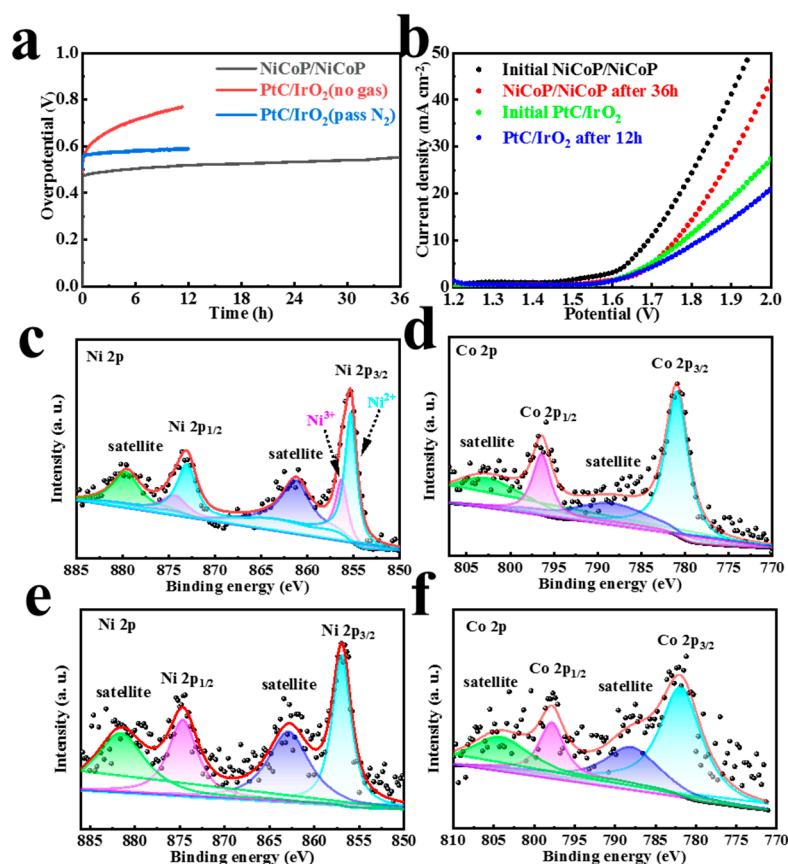 a
Overpotential (V)
1.0
0.8
0.6
0.4
0.2
0.0
NiCoP/NiCoP
PtC/IrO₂(no gas)
PtC/IrO₂(pass N₂)
0 6 12 18 24 30 36
Time (h)
b
Current density (mA cm⁻²)
50
40
30
20
10
0
Initial NiCoP/NiCoP
NiCoP/NiCoP after 36h
Initial PtC/IrO₂
PtC/IrO₂ after 12h
1.2 1.3 1.4 1.5 1.6 1.7 1.8 1.9 2.0
Potential (V)
c
Intensity (a. u.)
Ni 2p
Ni 2p₃/₂
Ni³⁺
Ni²⁺
Ni 2p₁/₂
satellite
satellite
885 880 875 870 865 860 855 850
Binding energy (eV)
d
Intensity (a. u.)
Co 2p
Co 2p₃/₂
Co 2p₁/₂
satellite
satellite
805 800 795 790 785 780 775 770
Binding energy (eV)
e
Intensity (a. u.)
Ni 2p
Ni 2p₃/₂
Ni 2p₁/₂
satellite
satellite
885 880 875 870 865 860 855 850
Binding energy (eV)
f
Intensity (a. u.)
Co 2p
Co 2p₃/₂
Co 2p₁/₂
satellite
satellite
810 805 800 795 790 785 780 775 770
Binding energy (eV)